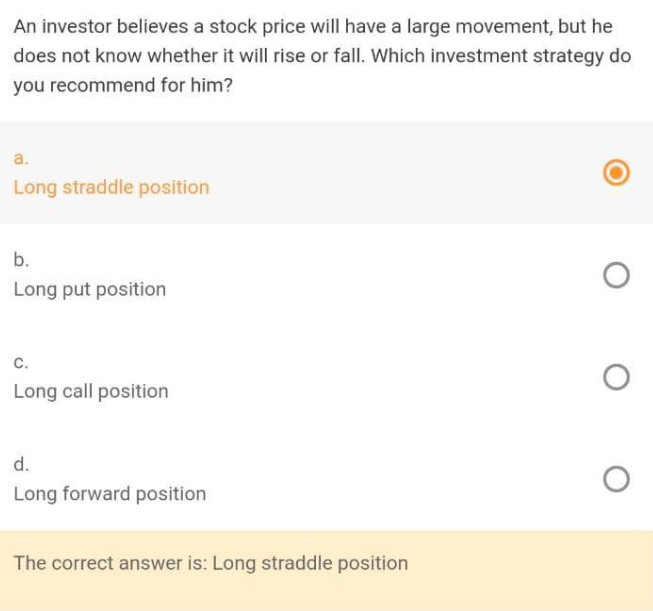 An investor believes a stock price will have a large movement, but he
does not know whether it will rise or fall. Which investment strategy do
you recommend for him?
a.
Long straddle position
b.
Long put position
c.
Long call position
d.
Long forward position
The correct answer is: Long straddle position